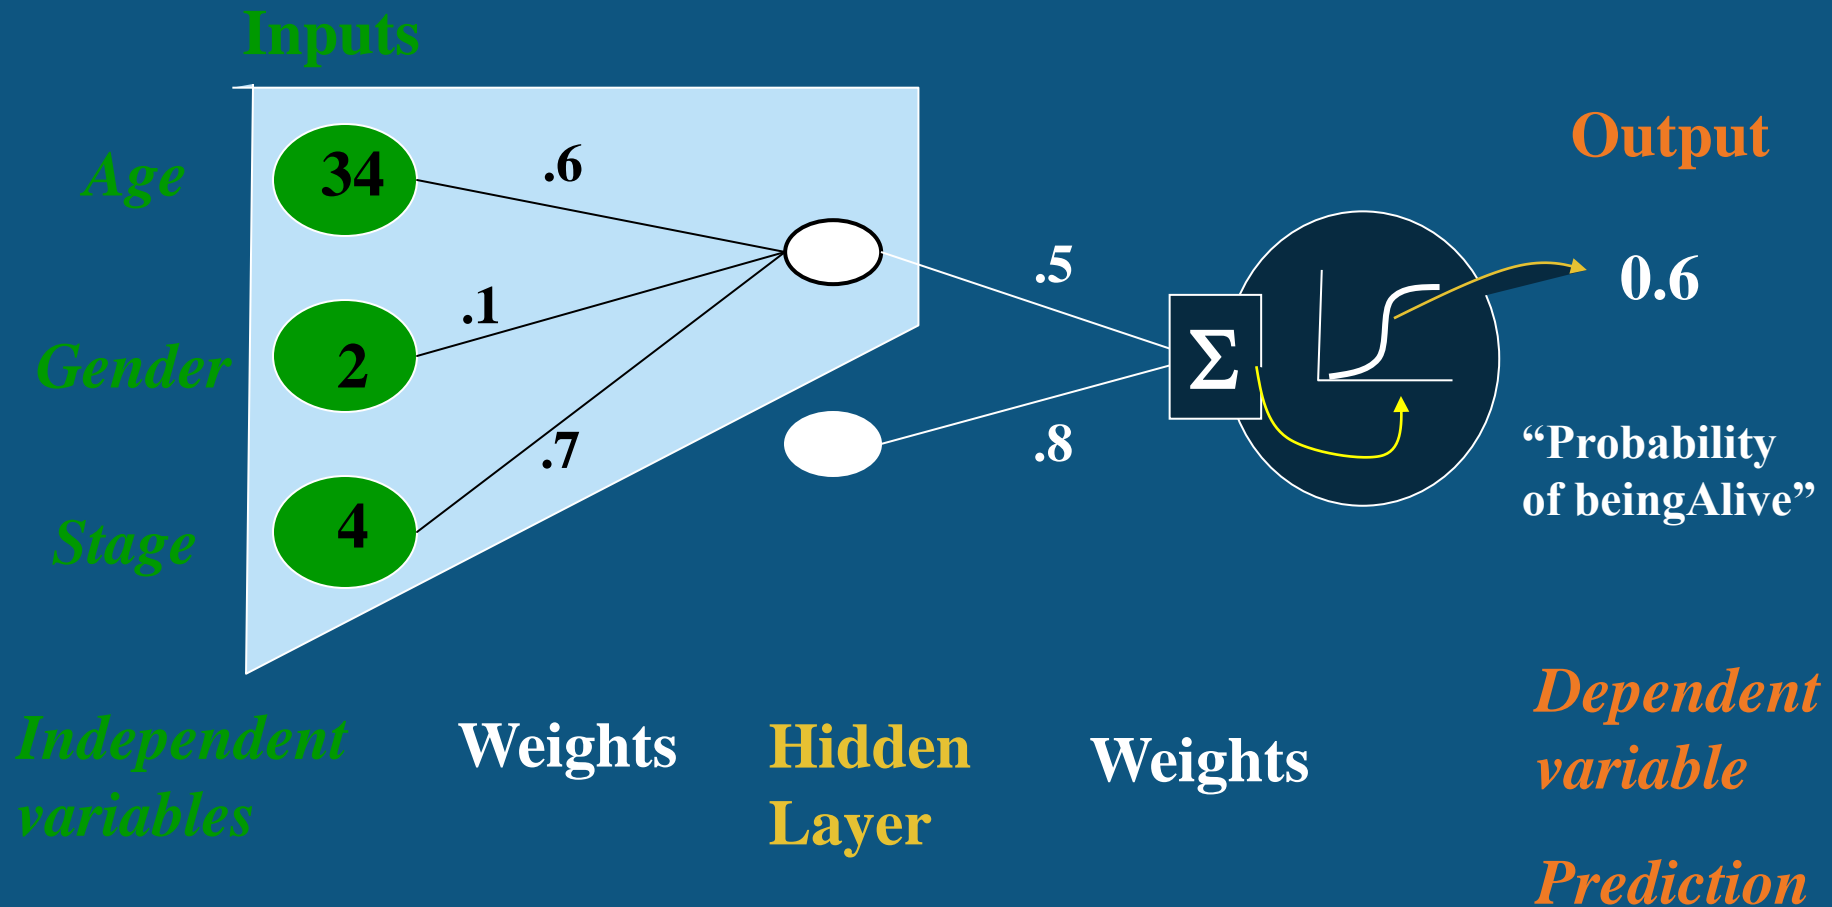 Inputs
Output
Age
34
.6
.5
0.6
Gender
2
.1
Σ
.8
“Probability
of beingAlive”
Stage
4
.7
Independent
variables
Weights
Hidden
Layer
Weights
Dependent
variable
Prediction